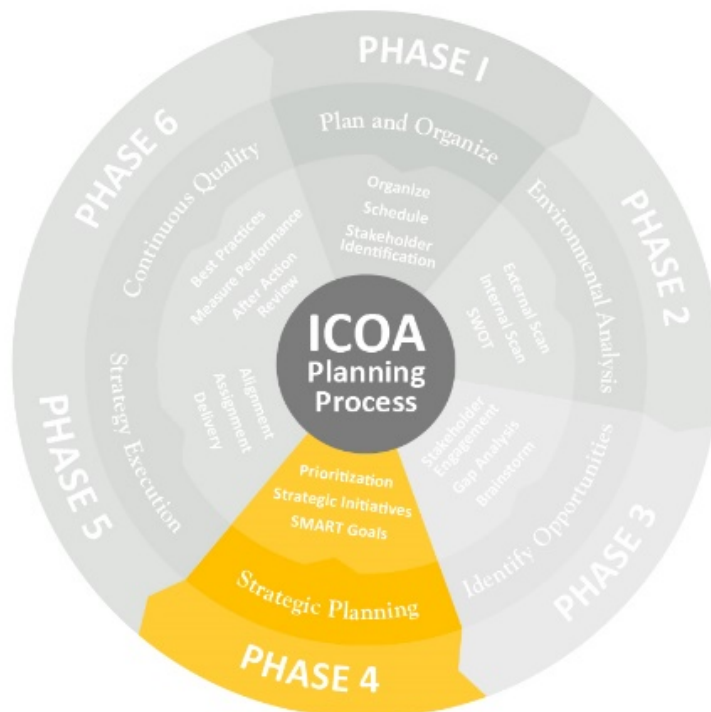 PHASE I
Plan and Organize
Organize
Schedule
Stakeholder
Identification
PHASE 2
Environmental Analysis
External Scan
Internal Scan
SWOT
PHASE 3
Identify Opportunities
Stakeholder
Engagement
Gap Analysis
Brainstorm
PHASE 4
Strategic Planning
Prioritization
Strategic Initiatives
SMART Goals
PHASE 5
Strategy Execution
Alignment
Assignment
Delivery
PHASE 6
Continuous Quality
Best Practices
Measure Performance
After Action
Review
ICOA
Planning
Process